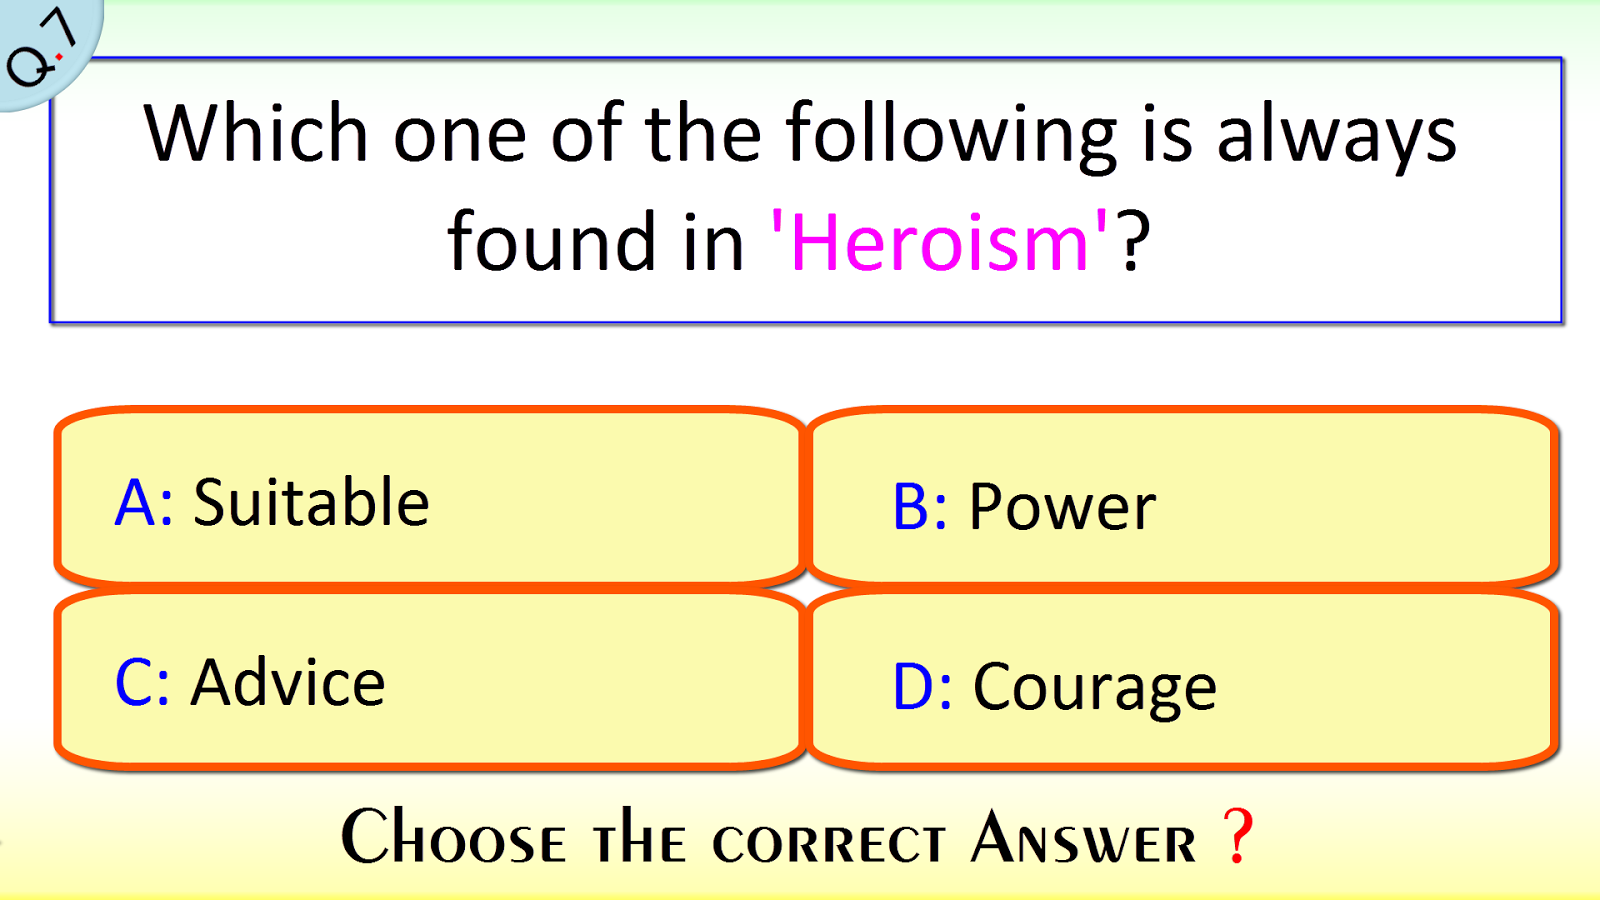 Q.7
Which one of the following is always
found in 'Heroism'?
A: Suitable
B: Power
C: Advice
D: Courage
Choose the correct Answer ?